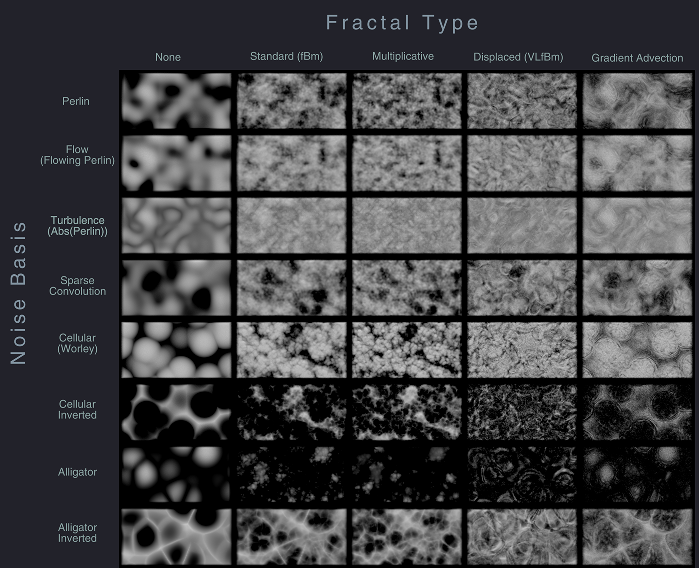 Fractal Type
None
Standard (fBm)
Multiplicative
Displaced (VLfBm)
Gradient Advection
Noise Basis
Perlin
Flow
(Flowing Perlin)
Turbulence
(Abs(Perlin))
Sparse
Convolution
Cellular
(Worley)
Cellular
Inverted
Alligator
Alligator
Inverted